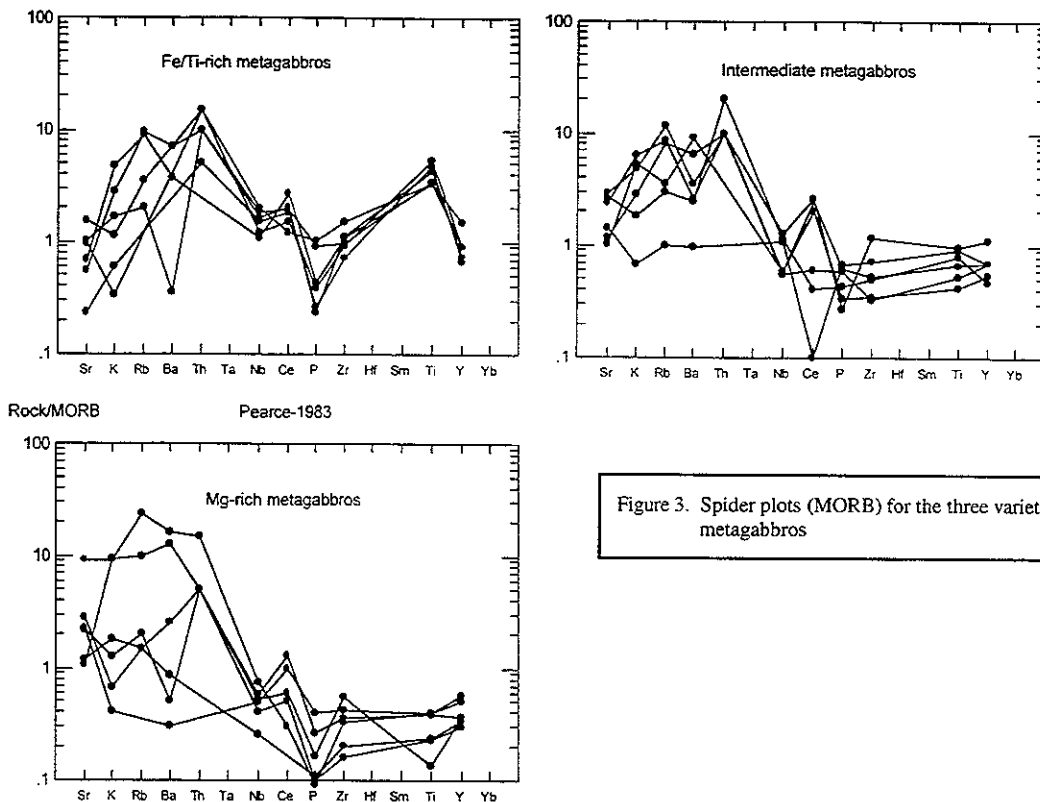 100
Fe/Ti-rich metagabbros
10
1
.1
Sr K Rb Ba Th Ta Nb Ce P Zr Hf Sm Ti Y Yb
100
Intermediate metagabbros
10
1
.1
Sr K Rb Ba Th Ta Nb Ce P Zr Hf Sm Ti Y Yb
Rock/MORB Pearce-1983
100
Mg-rich metagabbros
10
1
.1
Sr K Rb Ba Th Ta Nb Ce P Zr Hf Sm Ti Y Yb
Figure 3. Spider plots (MORB) for the three variet
metagabbros